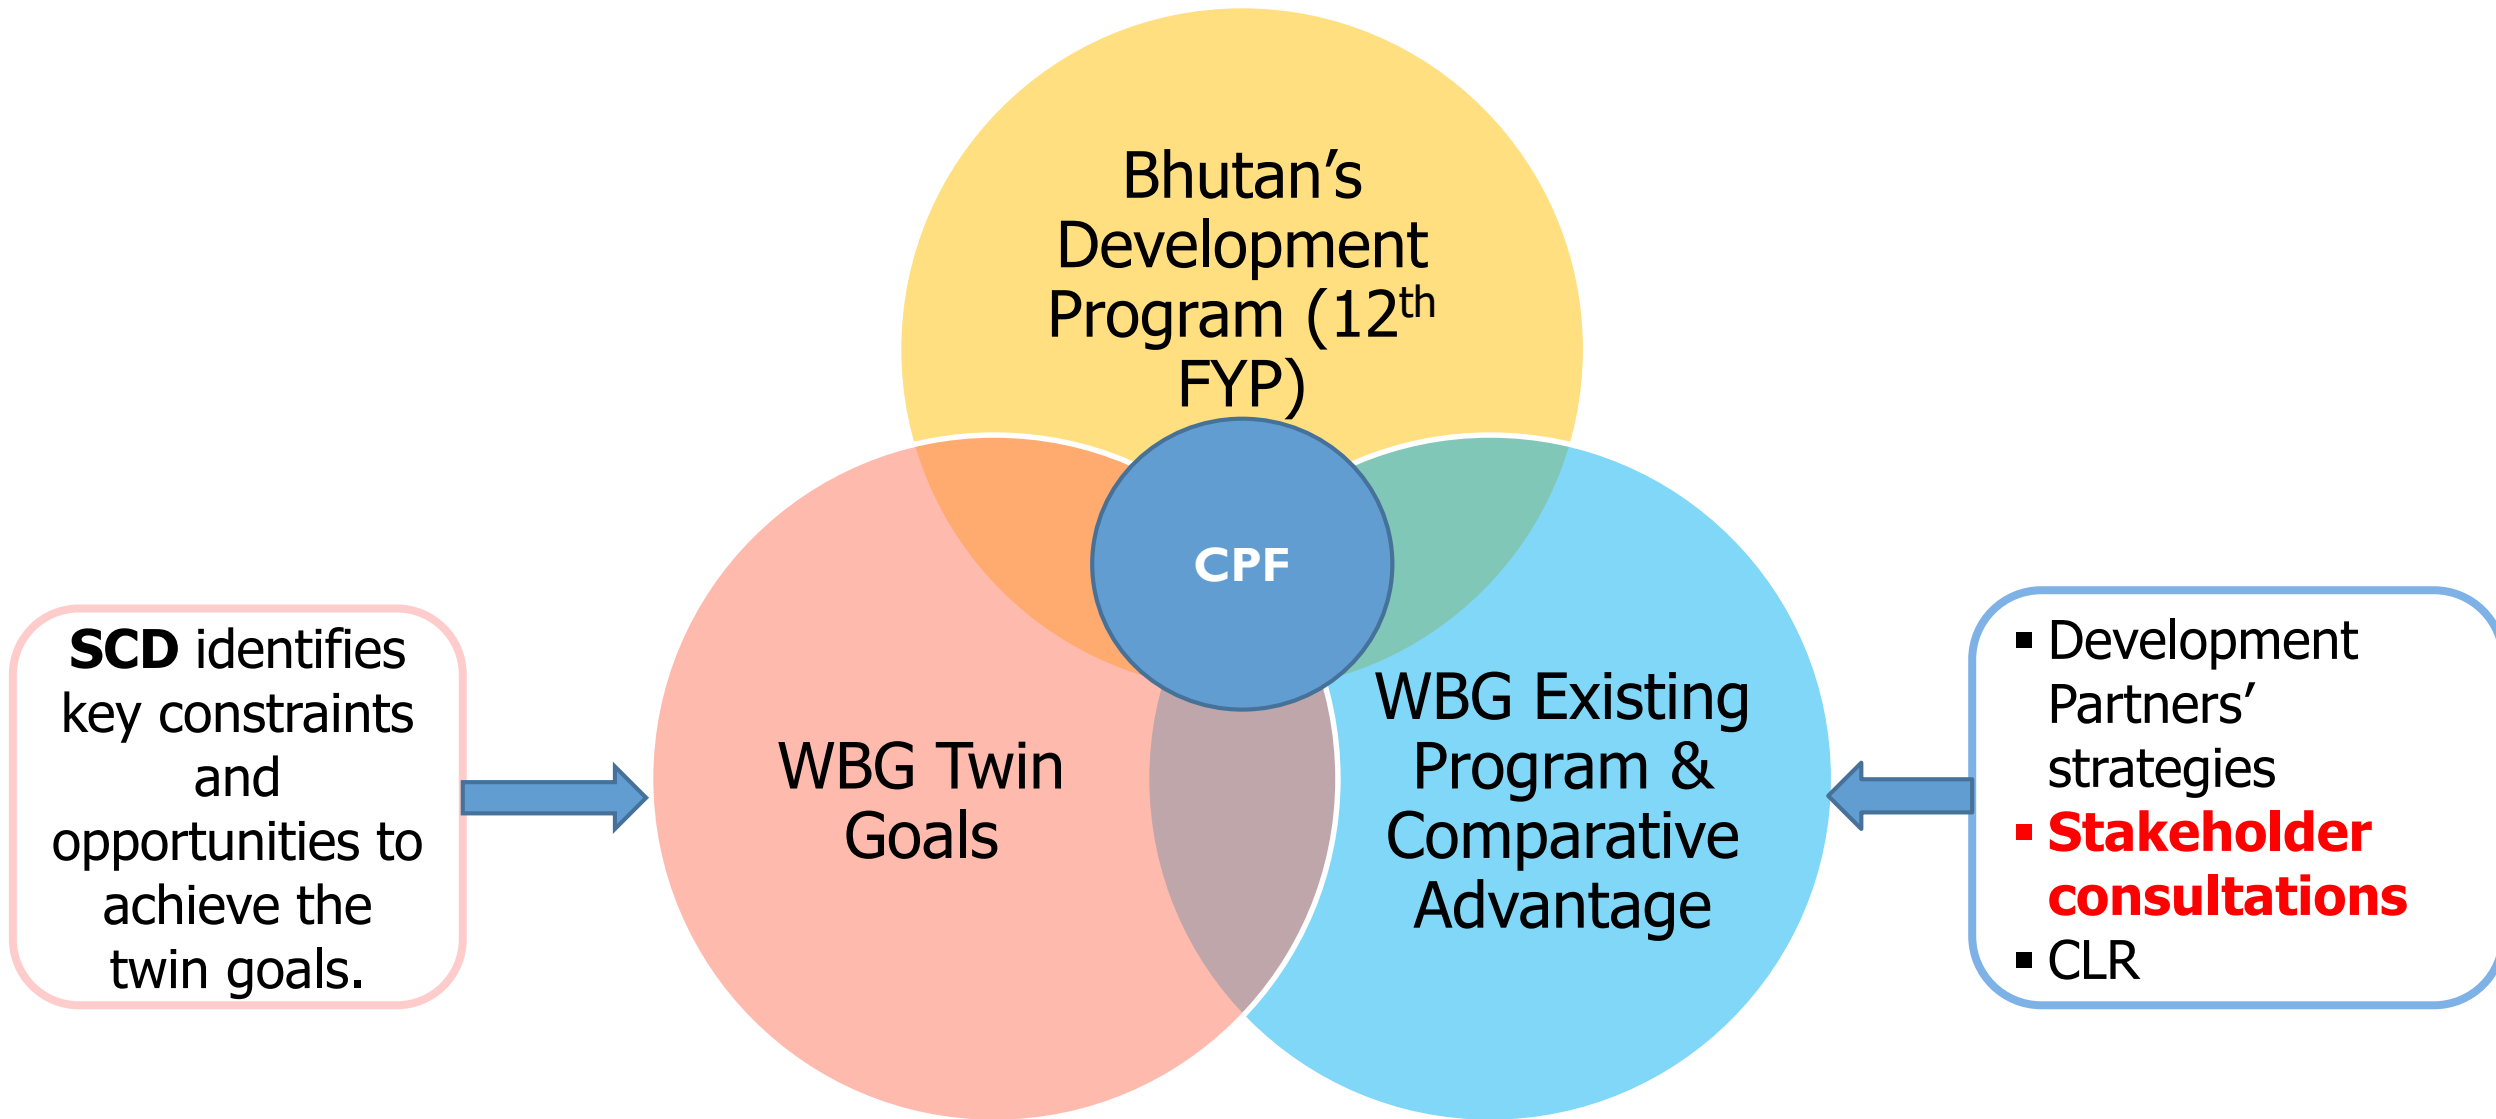 Bhutan’s
Development
Program (12th
FYP)
CPF
SCD identifies
key constraints
and
opportunities to
achieve the
twin goals.
WBG Twin
Goals
WBG Existing
Program &
Comparative
Advantage
▪ Development
Partners’
strategies
▪ Stakeholder
consultations
▪ CLR